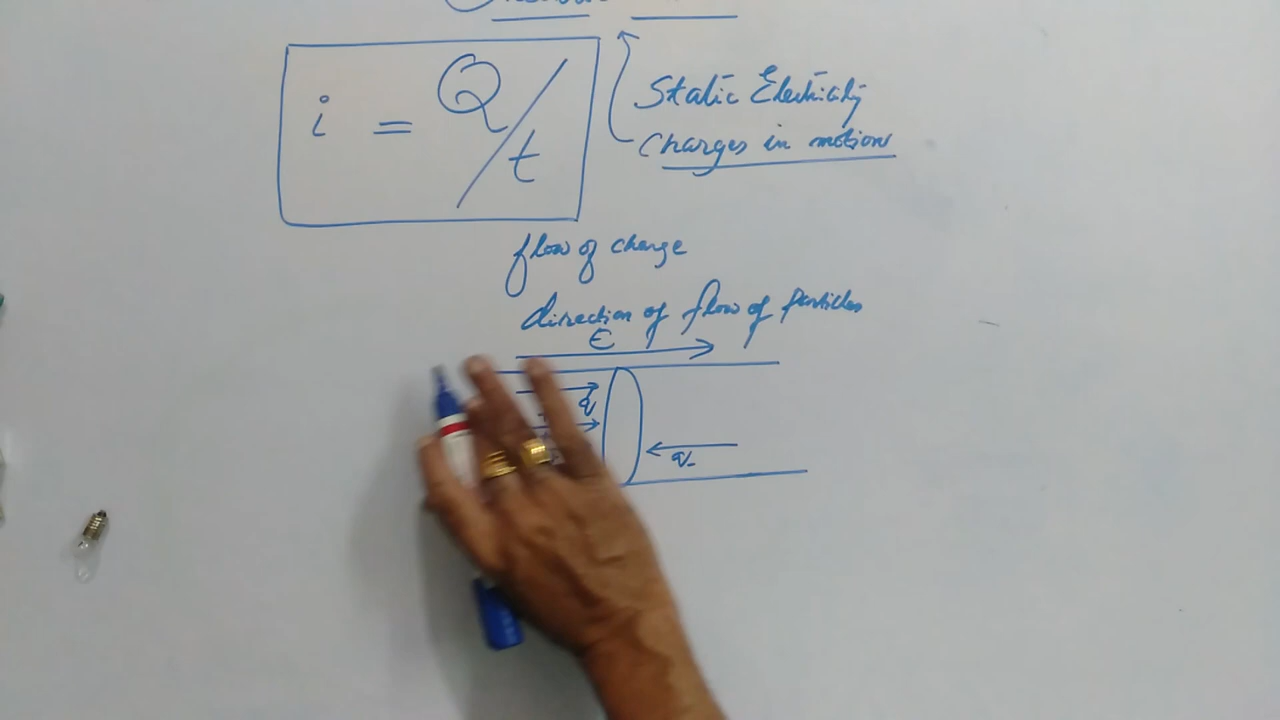 i = Q/t
Static Electricity
Charges in motion
flow of charge
direction of flow of particles
E
q
q-